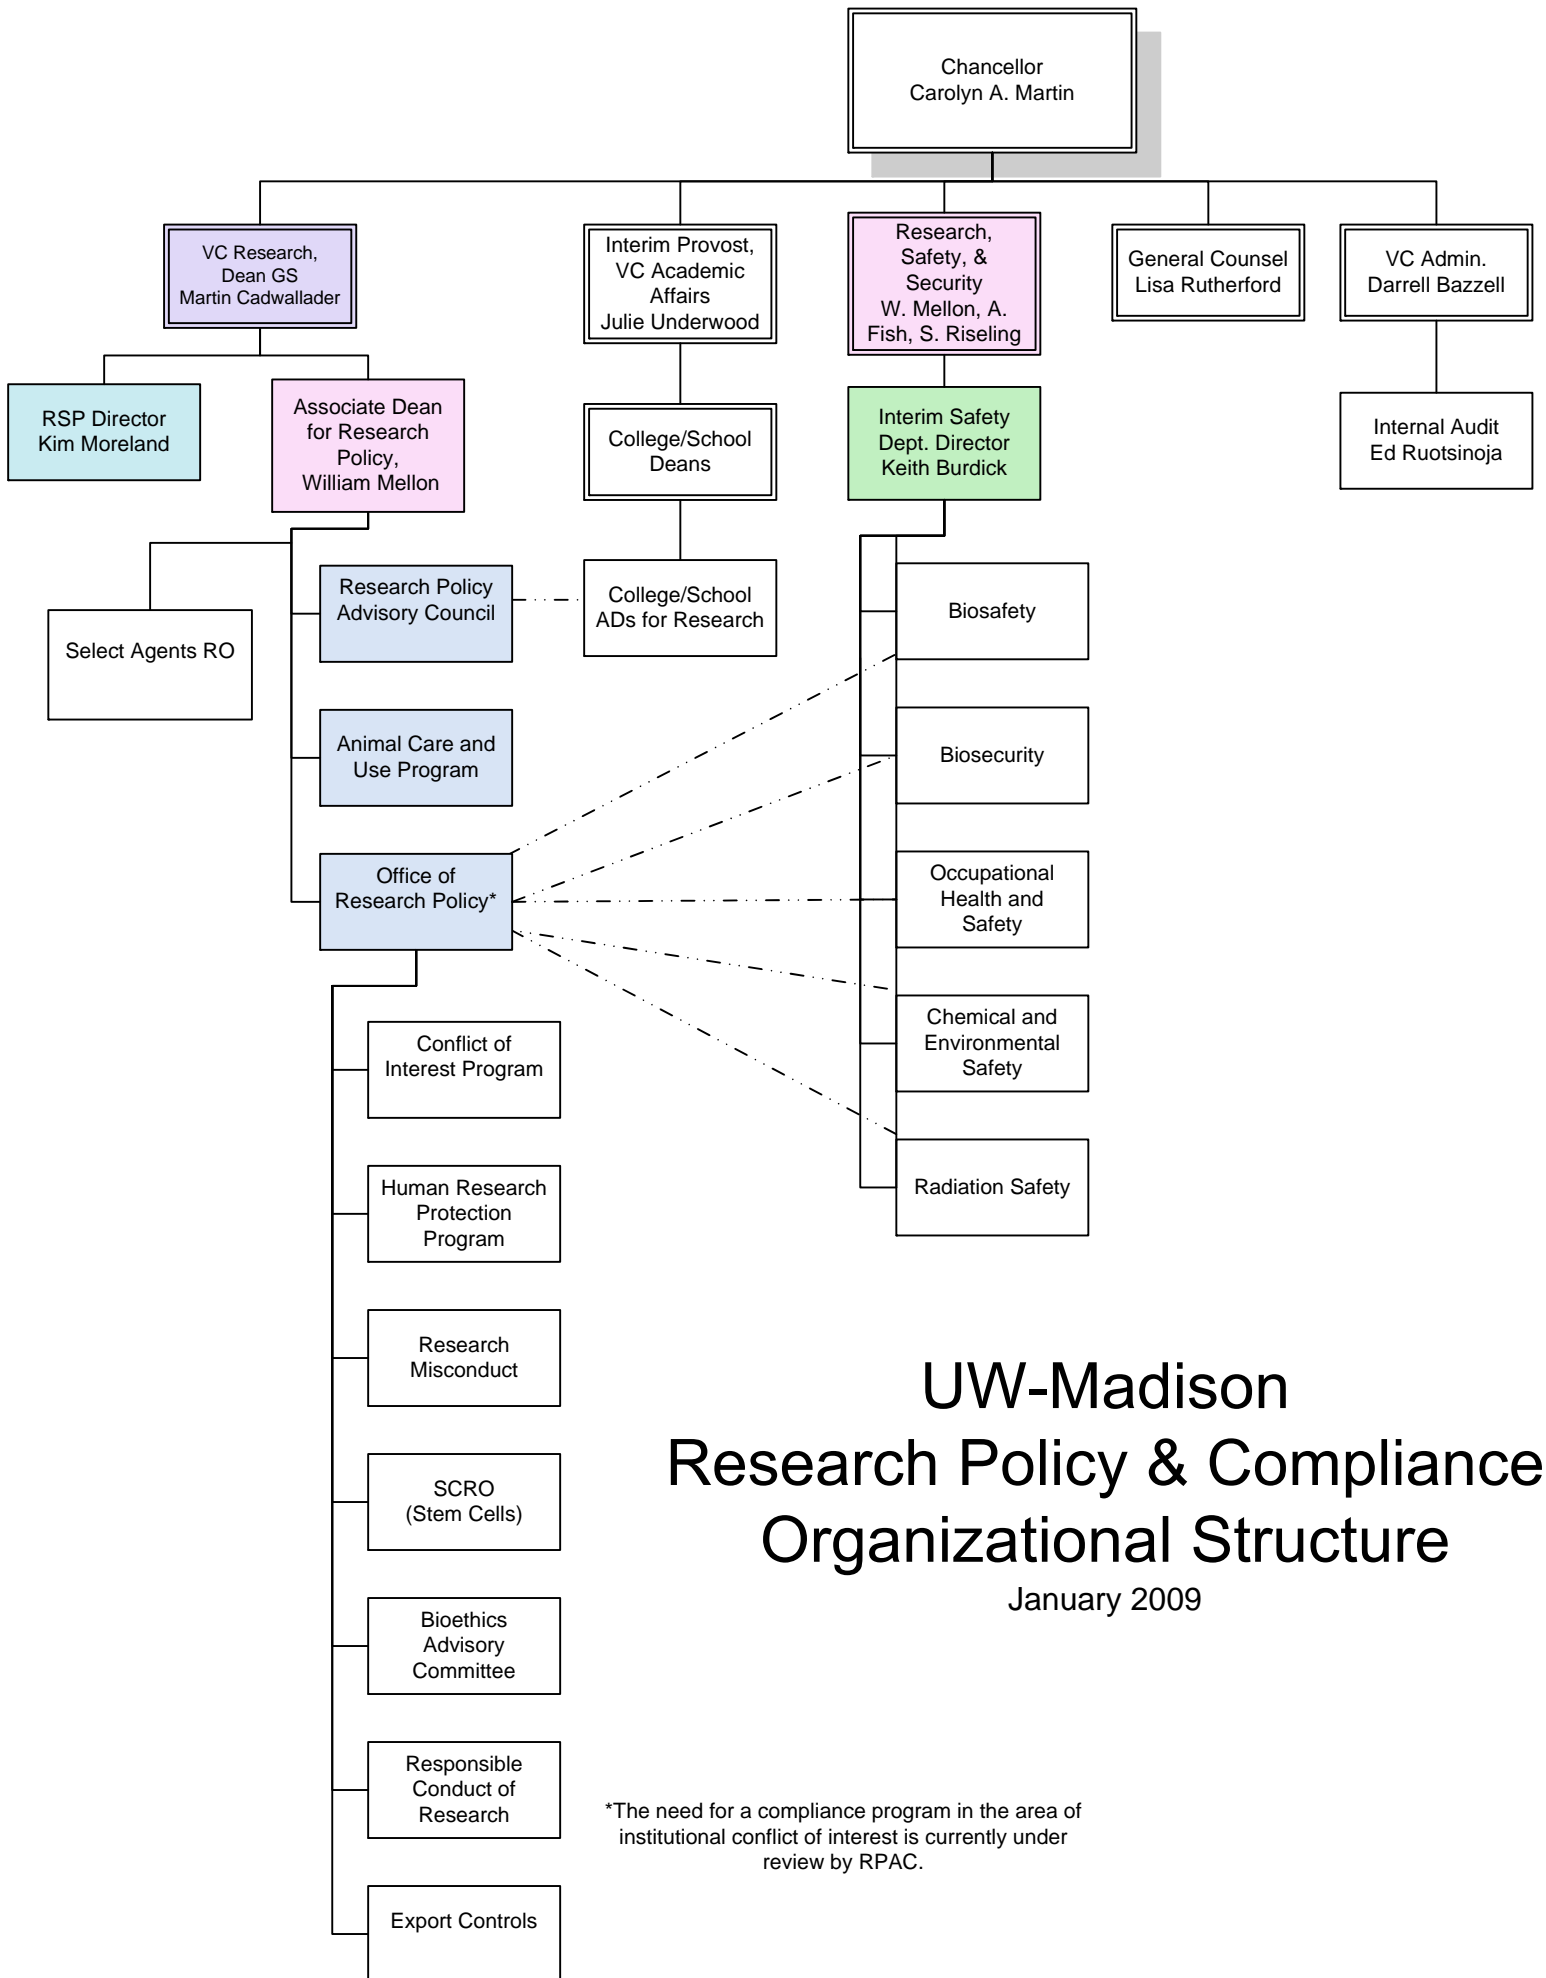 Chancellor
Carolyn A. Martin
VC Research,
Dean GS
Martin Cadwallader
Interim Provost,
VC Academic
Affairs
Julie Underwood
Research,
Safety, &
Security
W. Mellon, A.
Fish, S. Riseling
General Counsel
Lisa Rutherford
VC Admin.
Darrell Bazzell
RSP Director
Kim Moreland
Associate Dean
for Research
Policy,
William Mellon
College/School
Deans
Interim Safety
Dept. Director
Keith Burdick
Internal Audit
Ed Ruotsinoja
Select Agents RO
Research Policy
Advisory Council
College/School
ADs for Research
Biosafety
Animal Care and
Use Program
Biosecurity
Office of
Research Policy*
Occupational
Health and
Safety
Chemical and
Environmental
Safety
Radiation Safety
Conflict of
Interest Program
Human Research
Protection
Program
Research
Misconduct
SCRO
(Stem Cells)
Bioethics
Advisory
Committee
Responsible
Conduct of
Research
Export Controls
UW-Madison
Research Policy & Compliance
Organizational Structure
January 2009
*The need for a compliance program in the area of
institutional conflict of interest is currently under
review by RPAC.